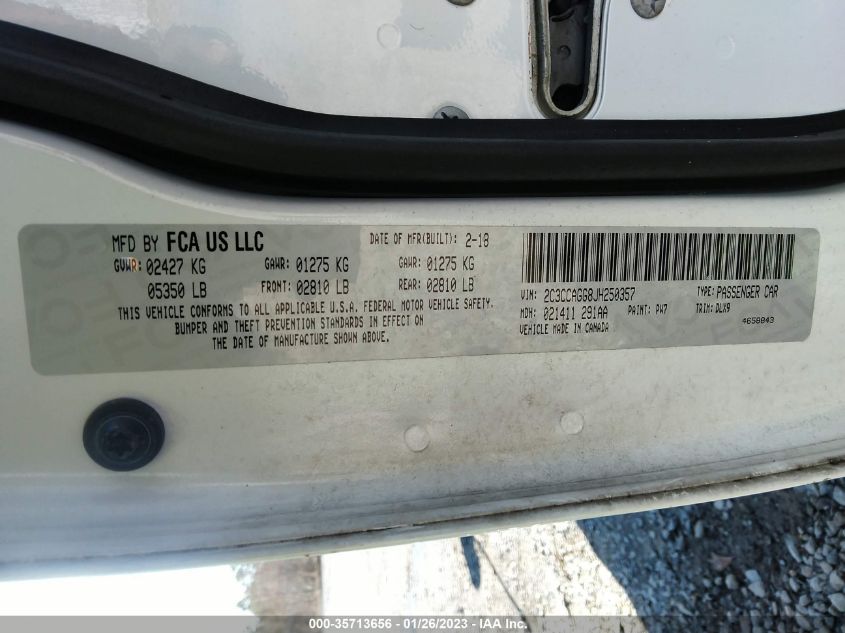 MFD BY FCA US LLC DATE OF MFR(BUILT): 2-18
GVWR: 02427 KG GAWR: 01275 KG GAWR: 01275 KG
05350 LB FRONT: 02810 LB REAR: 02810 LB
THIS VEHICLE CONFORMS TO ALL APPLICABLE U.S.A. FEDERAL MOTOR VEHICLE SAFETY,
BUMPER AND THEFT PREVENTION STANDARDS IN EFFECT ON
THE DATE OF MANUFACTURE SHOWN ABOVE.
VIN: 2C3CCAGG8JH250357 TYPE: PASSENGER CAR
MDH: 021411 291AA PAINT: PW7 TRIM: DLX9
VEHICLE MADE IN CANADA 4658843
000-35713656 - 01/26/2023 - IAA Inc.